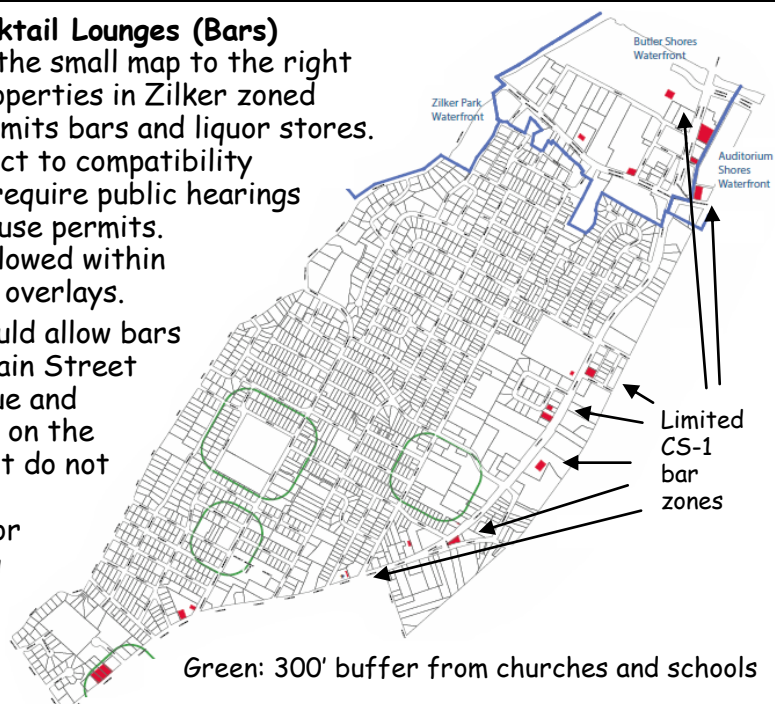 ktail Lounges (Bars)
the small map to the right
operties in Zilker zoned
mits bars and liquor stores.
ct to compatibility
require public hearings
use permits.
lowed within
overlays.
uld allow bars
ain Street
ue and
on the
t do not
or
Butler Shores
Waterfront
Zilker Park
Waterfront
Auditorium
Shores
Waterfront
Limited
CS-1
bar
zones
Green: 300' buffer from churches and schools